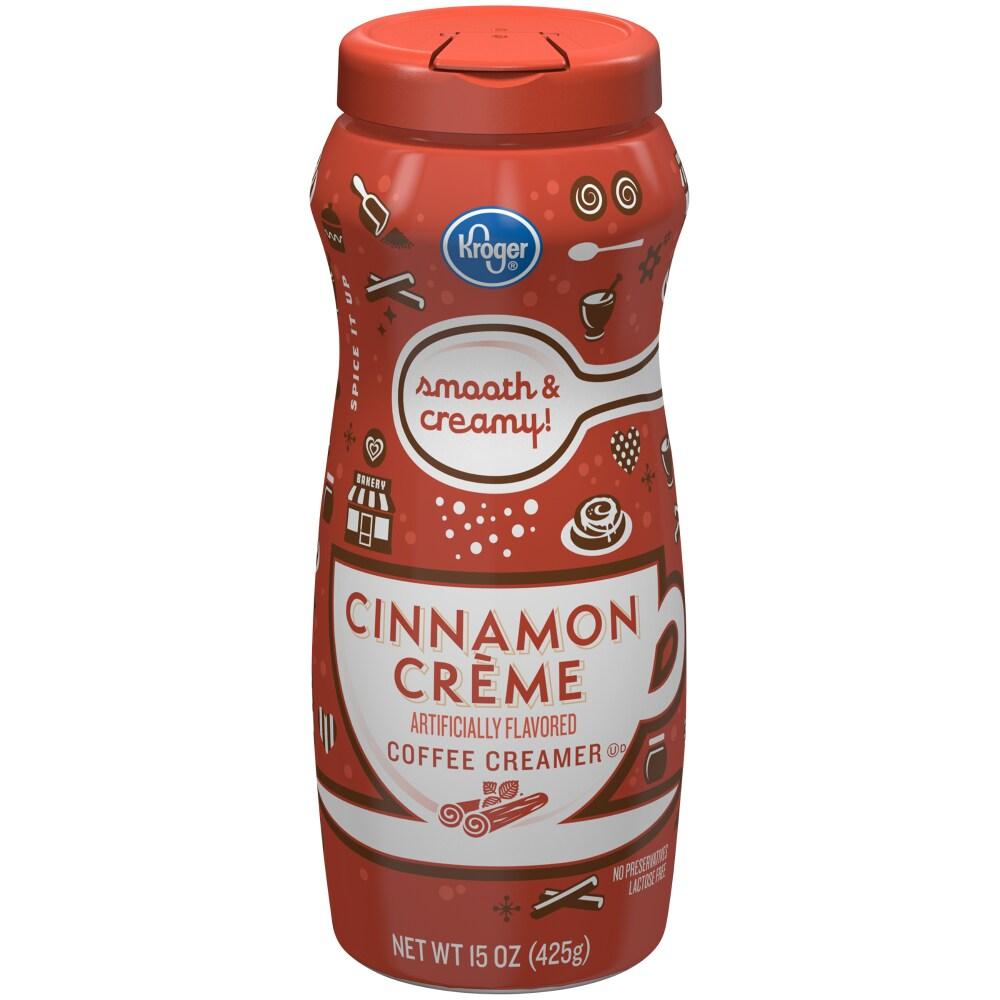 Kroger®
SPICE IT UP
smooth &
creamy!
BAKERY
CINNAMON
CRÈME
ARTIFICIALLY FLAVORED
COFFEE CREAMER ⓊD
NO PRESERVATIVES
LACTOSE FREE
NET WT 15 OZ (425g)